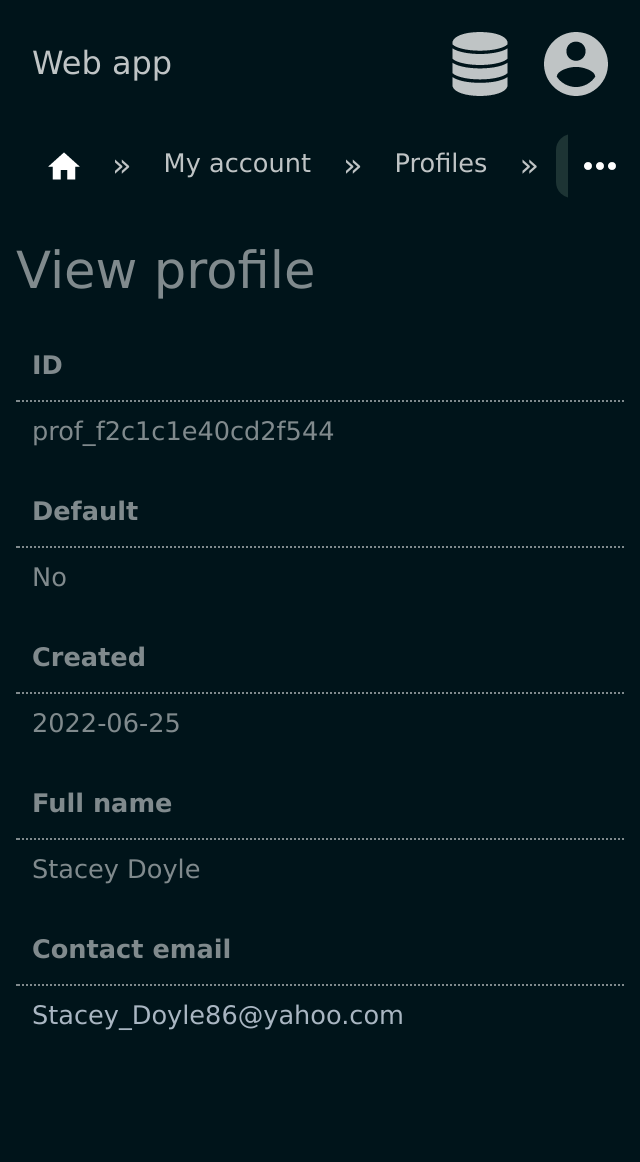 Web app
» My account » Profiles »
View profile
ID
prof_f2c1c1e40cd2f544
Default
No
Created
2022-06-25
Full name
Stacey Doyle
Contact email
Stacey_Doyle86@yahoo.com